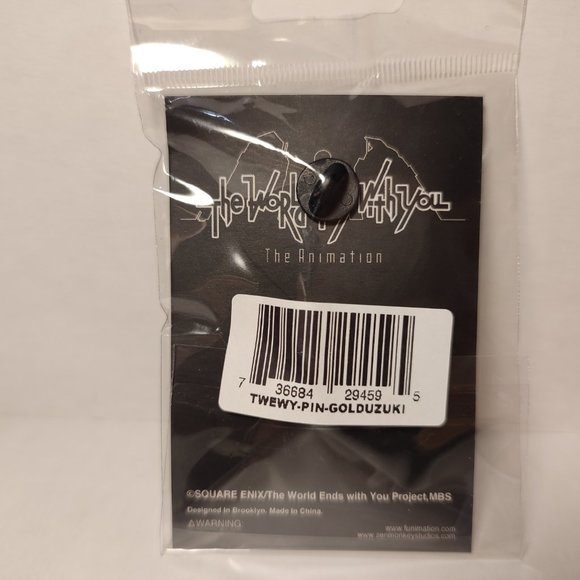 The World Ends With You
The Animation
7 36684 29459 5
TWEWY-PIN-GOLDUZUKI
©SQUARE ENIX/The World Ends with You Project,MBS
Designed In Brooklyn. Made In China.
⚠WARNING:
www.funimation.com
www.zenmonkeystudios.com